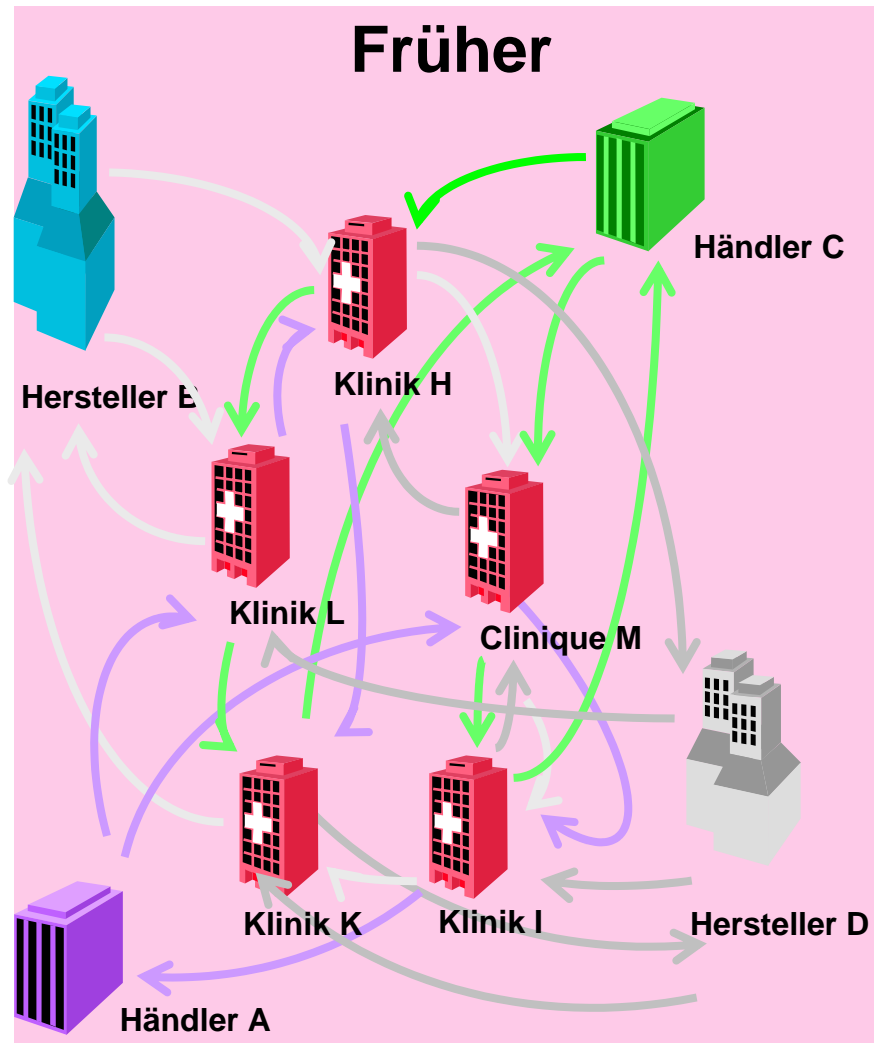 Früher
Händler C
Klinik H
Hersteller B
Klinik L
Clinique M
Klinik K
Klinik I
Hersteller D
Händler A